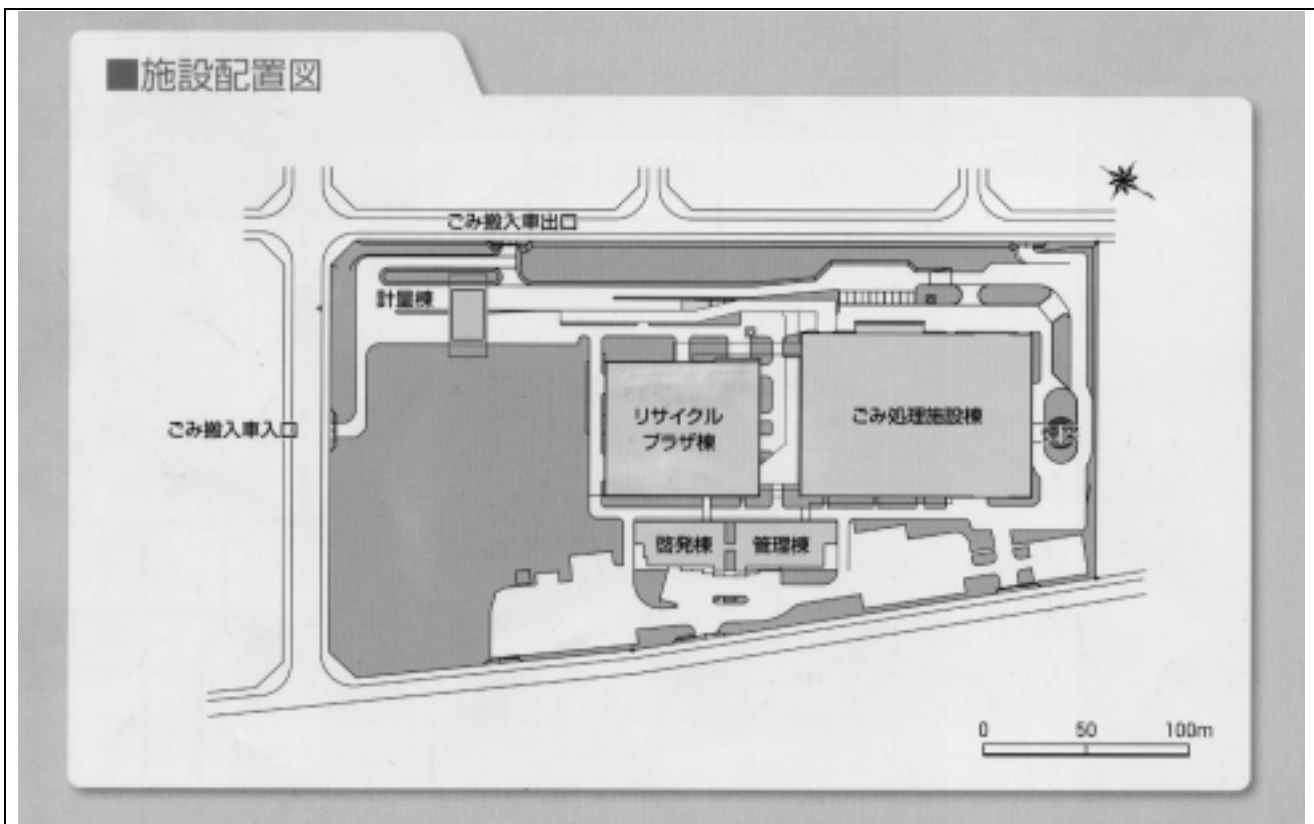 ■施設配置図
ごみ搬入車出口
計量棟
ごみ搬入車入口
リサイクル
プラザ棟
ごみ処理施設棟
啓発棟
管理棟
0 50 100m